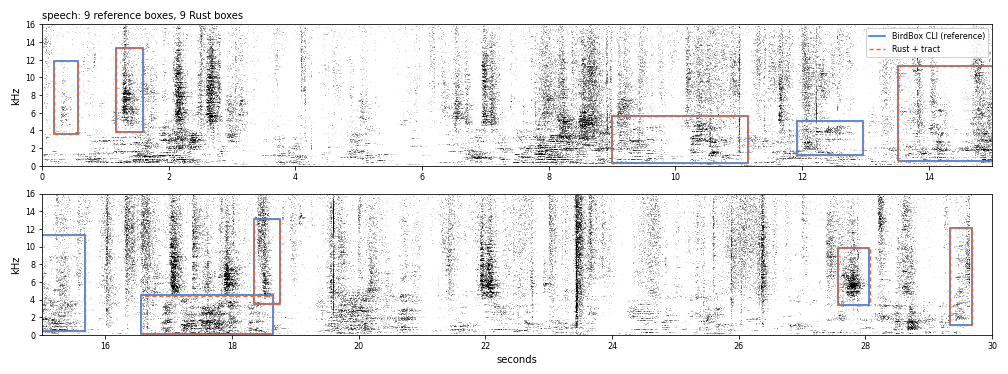 speech: 9 reference boxes, 9 Rust boxes
16
14
12
10
8
6
4
2
0
kHz
BirdBox CLI (reference)
Rust + tract
0 2 4 6 8 10 12 14
16
14
12
10
8
6
4
2
0
kHz
16 18 20 22 24 26 28 30
seconds